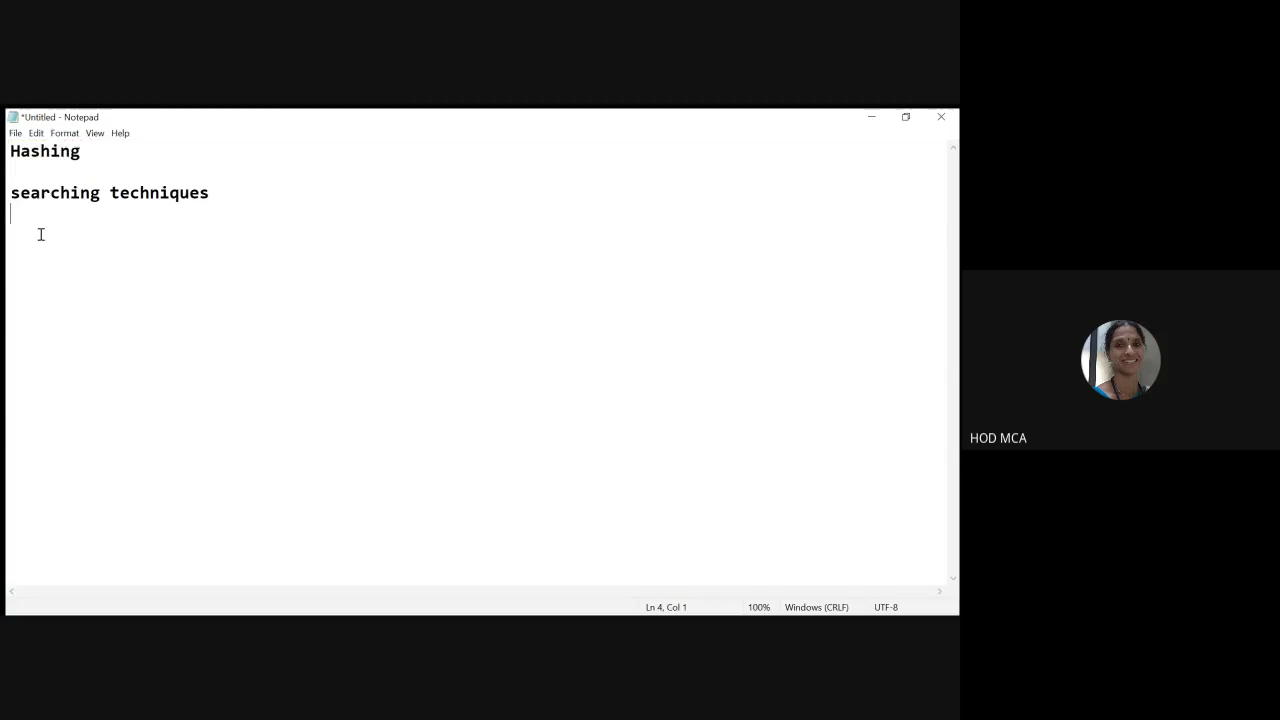 *Untitled - Notepad
File Edit Format View Help
Hashing
searching techniques
Ln 4, Col 1 100% Windows (CRLF) UTF-8
HOD MCA